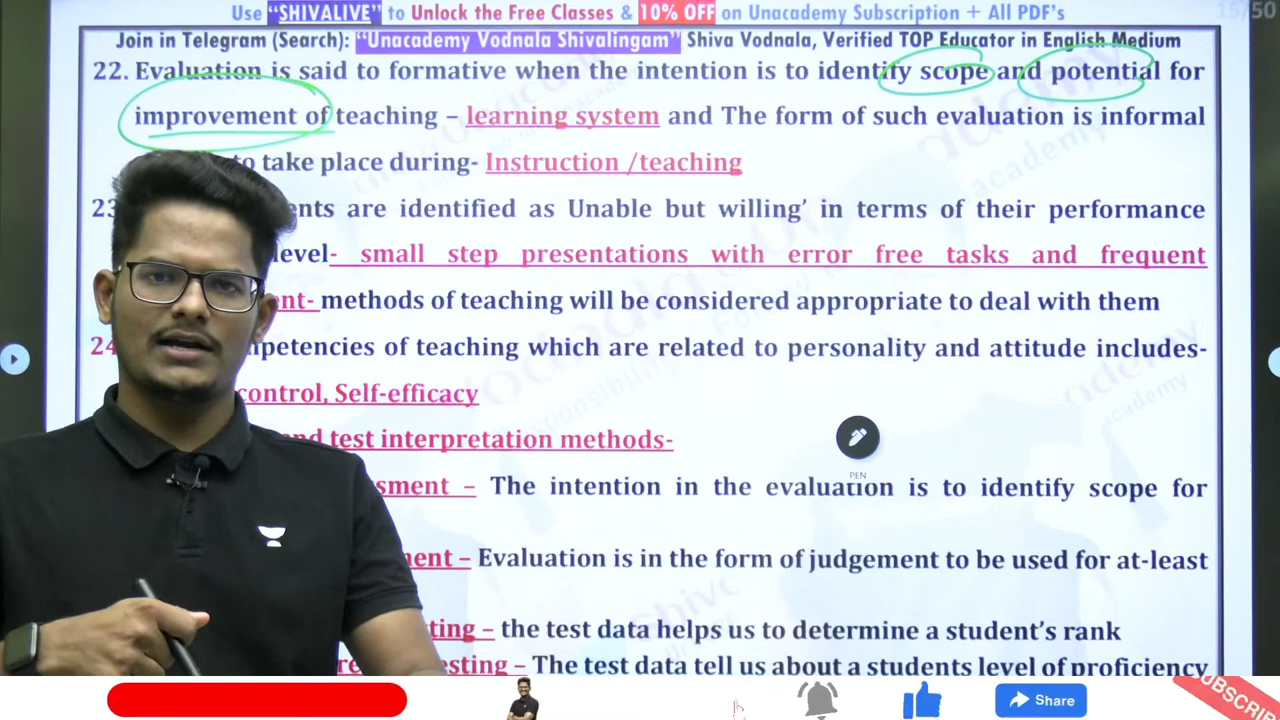 Use “SHIVALIVE” to Unlock the Free Classes & 10% OFF on Unacademy Subscription + All PDF's
15/50
Join in Telegram (Search): “Unacademy Vodnala Shivalingam” Shiva Vodnala, Verified TOP Educator in English Medium
22. Evaluation is said to formative when the intention is to identify scope and potential for
improvement of teaching – learning system and The form of such evaluation is informal
to take place during- Instruction /teaching
23 are identified as Unable but willing’ in terms of their performance
level- small step presentations with error free tasks and frequent
methods of teaching will be considered appropriate to deal with them
24 of teaching which are related to personality and attitude includes-
control, Self-efficacy
test interpretation methods-
PEN
– The intention in the evaluation is to identify scope for
– Evaluation is in the form of judgement to be used for at-least
– the test data helps us to determine a student’s rank
– The test data tell us about a students level of proficiency
Share